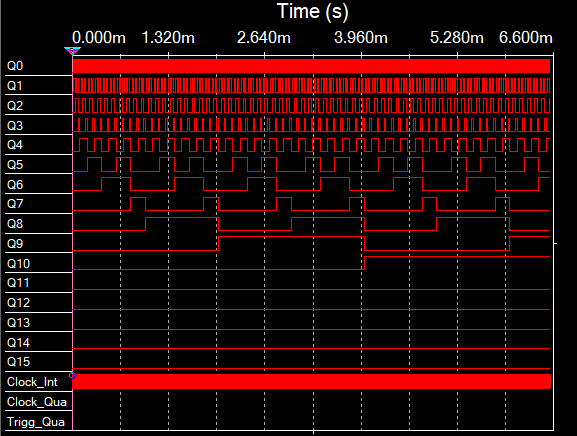 Time (s)
0.000m 1.320m 2.640m 3.960m 5.280m 6.600m
Q0
Q1
Q2
Q3
Q4
Q5
Q6
Q7
Q8
Q9
Q10
Q11
Q12
Q13
Q14
Q15
Clock_Int
Clock_Qua
Trigg_Qua